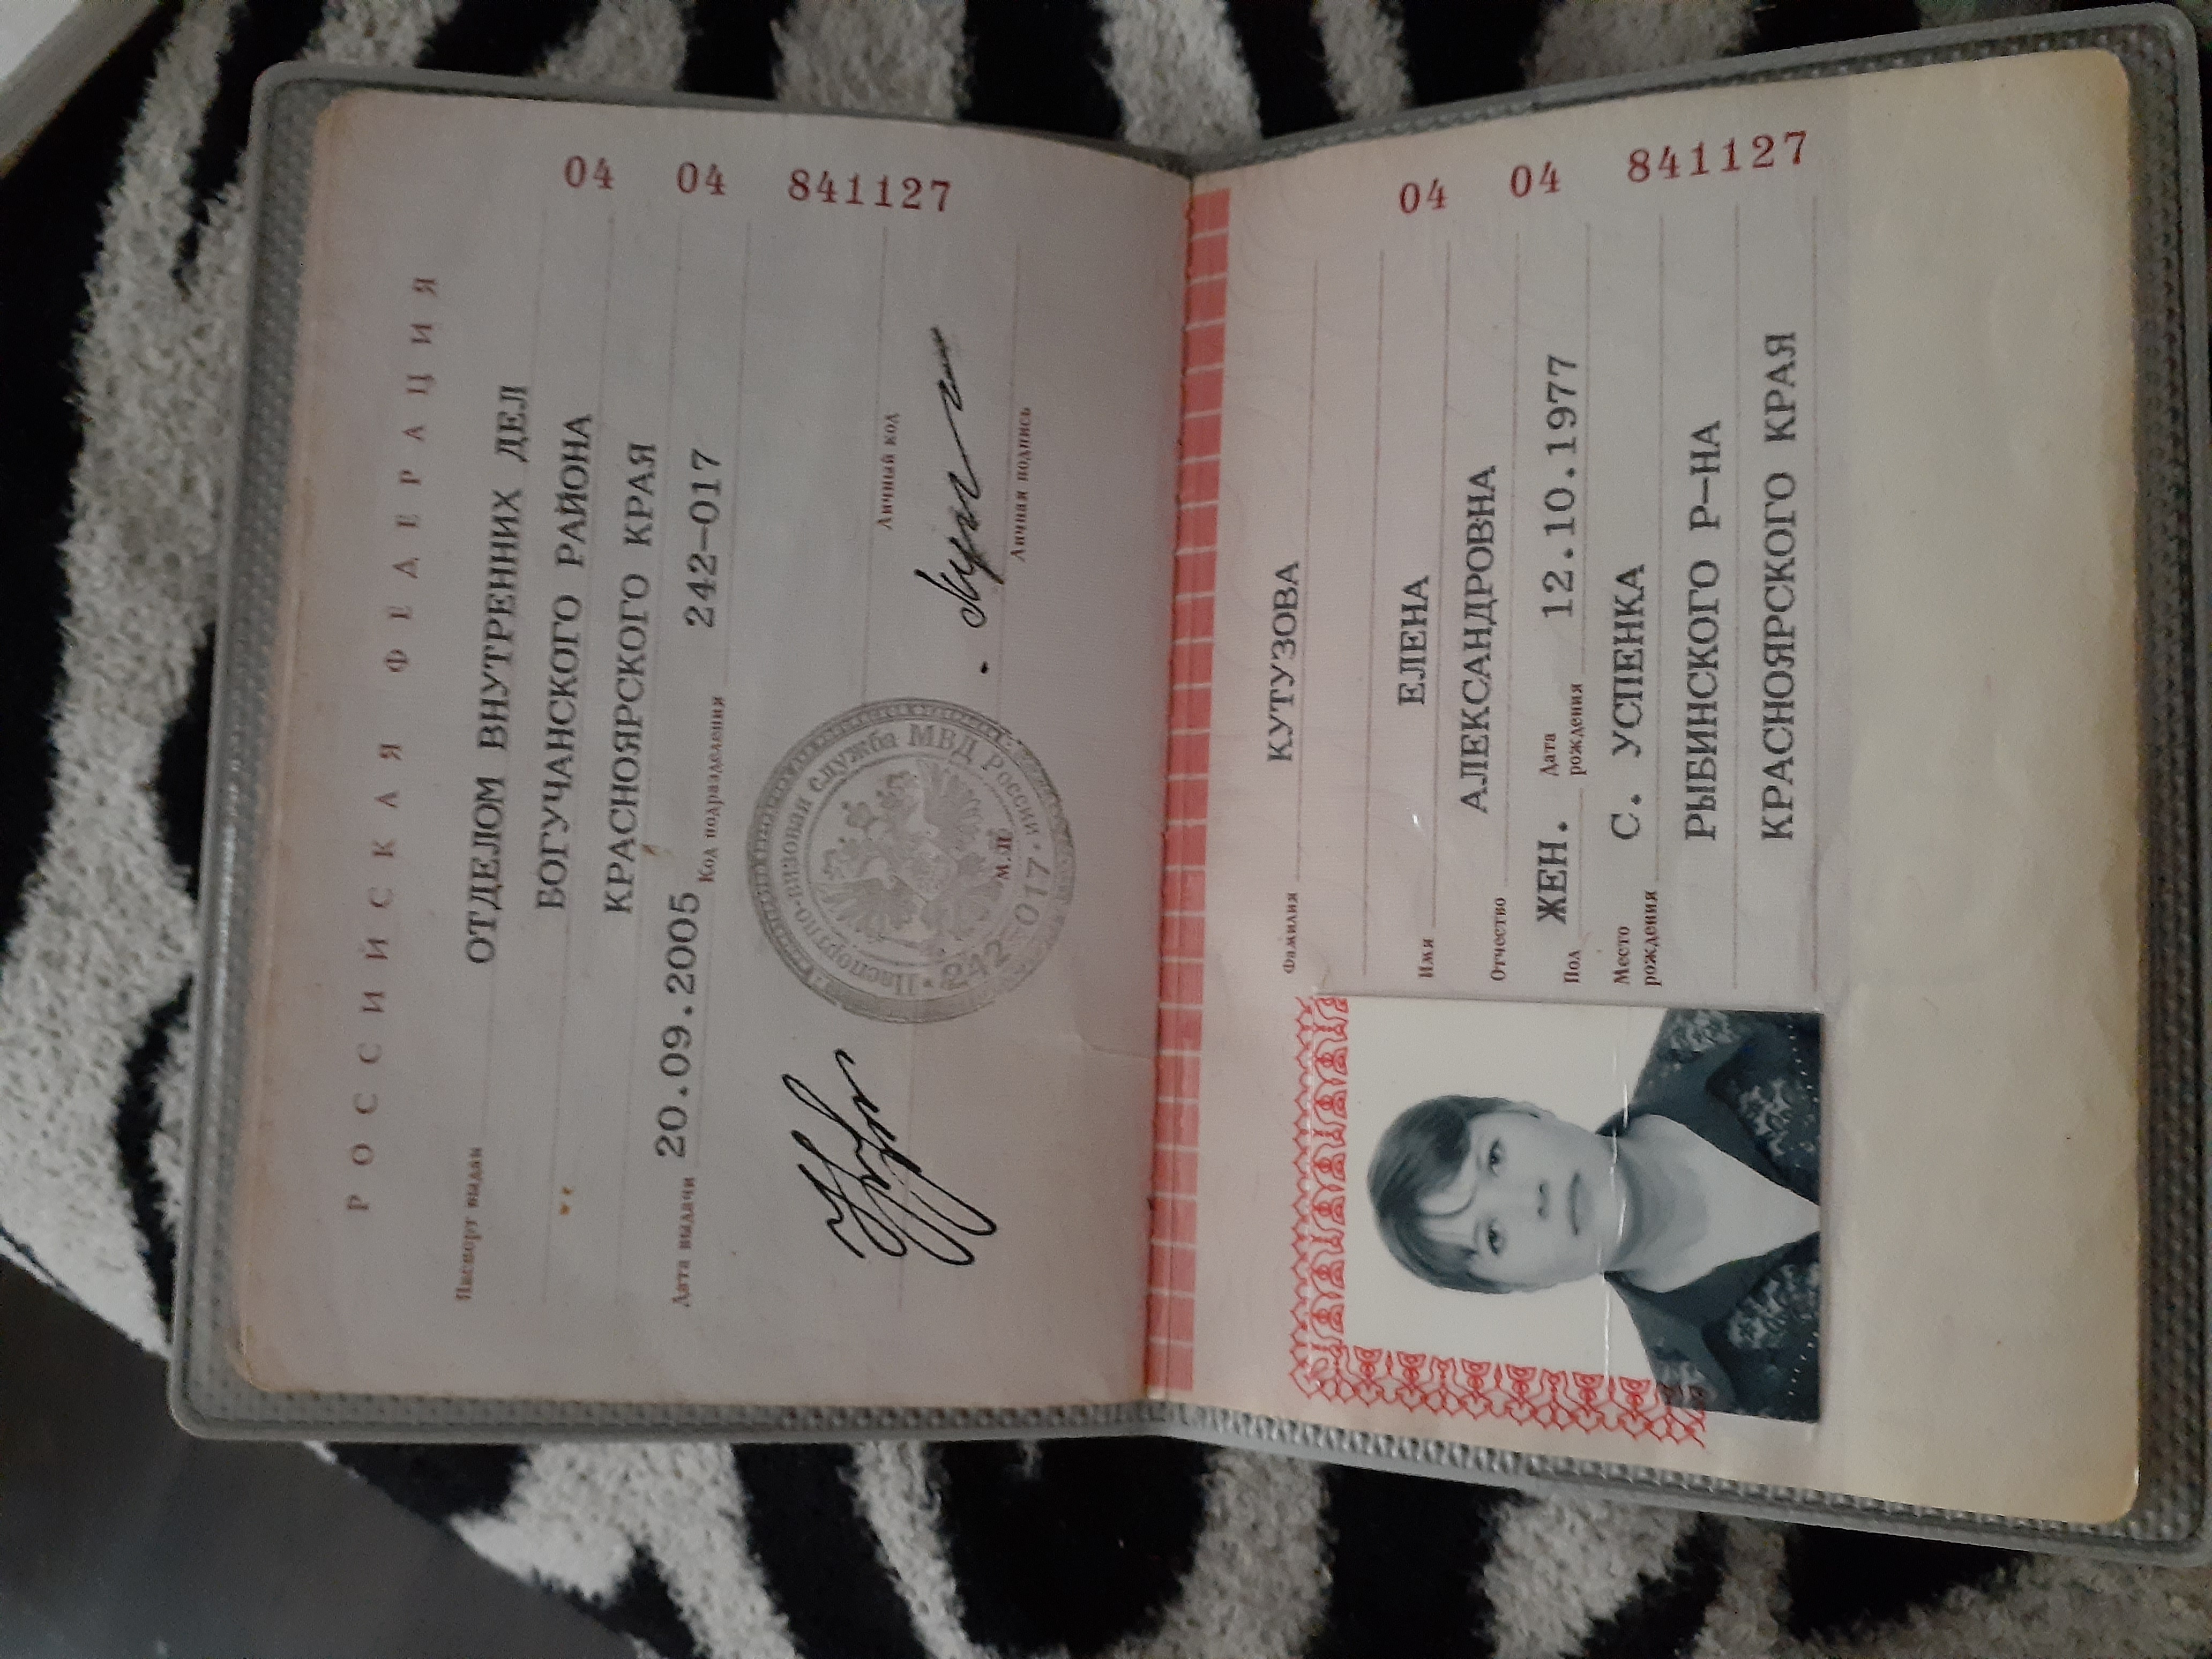 РОССИЙСКАЯ ФЕДЕРАЦИЯ
Паспорт выдан ОТДЕЛОМ ВНУТРЕННИХ ДЕЛ
БОГУЧАНСКОГО РАЙОНА
КРАСНОЯРСКОГО КРАЯ
Дата выдачи 20.09.2005 Код подразделения 242-017
Паспортно-визовая служба МВД России
242-017
М.П.
Личный код
Личная подпись
04 04 841127
Фамилия КУТУЗОВА
Имя ЕЛЕНА
Отчество АЛЕКСАНДРОВНА
Пол ЖЕН. Дата рождения 12.10.1977
Место рождения С. УСПЕНКА
РЫБИНСКОГО Р-НА
КРАСНОЯРСКОГО КРАЯ
04 04 841127